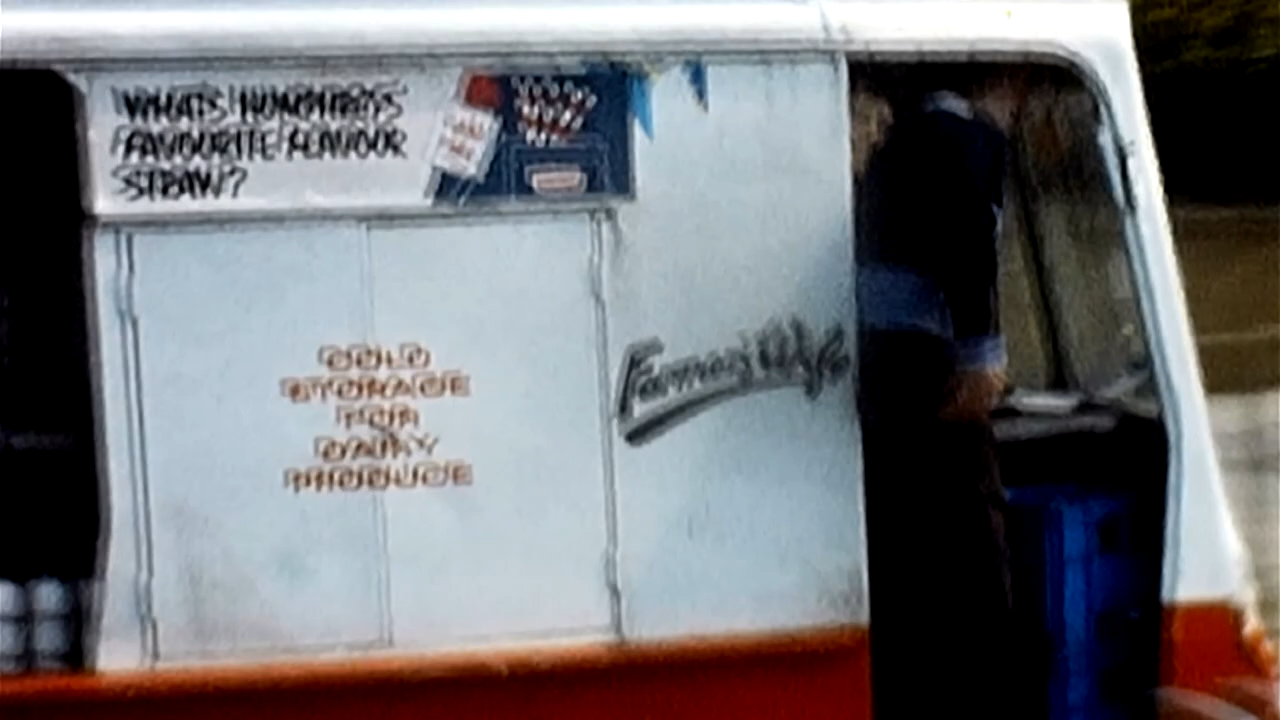 WHATS HUMPHREYS
FAVOURITE FLAVOUR
STRAW?
COLD
STORAGE
FOR
DAIRY
PRODUCE